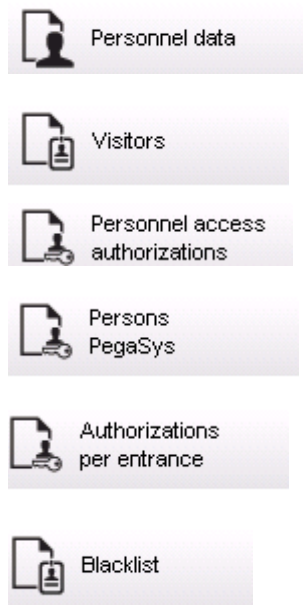 Personnel data
Visitors
Personnel access
authorizations
Persons
PegaSys
Authorizations
per entrance
Blacklist